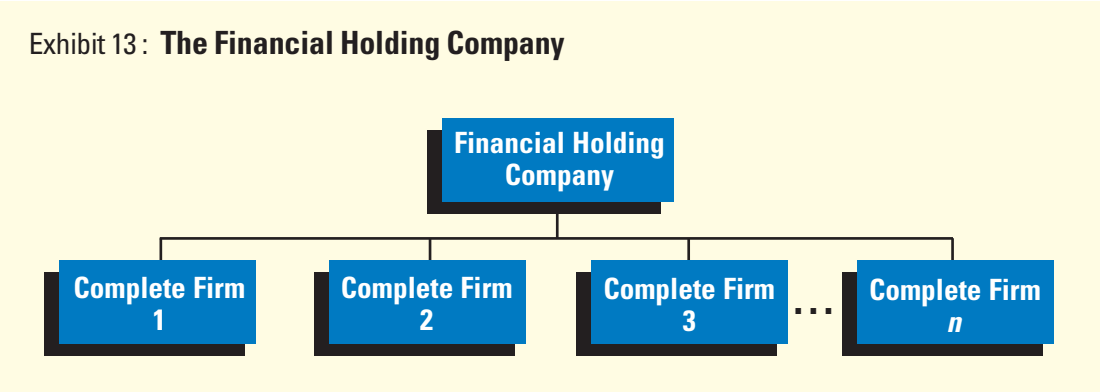 Exhibit 13 : The Financial Holding Company
Financial Holding
Company
Complete Firm
1
Complete Firm
2
Complete Firm
3
...
Complete Firm
n